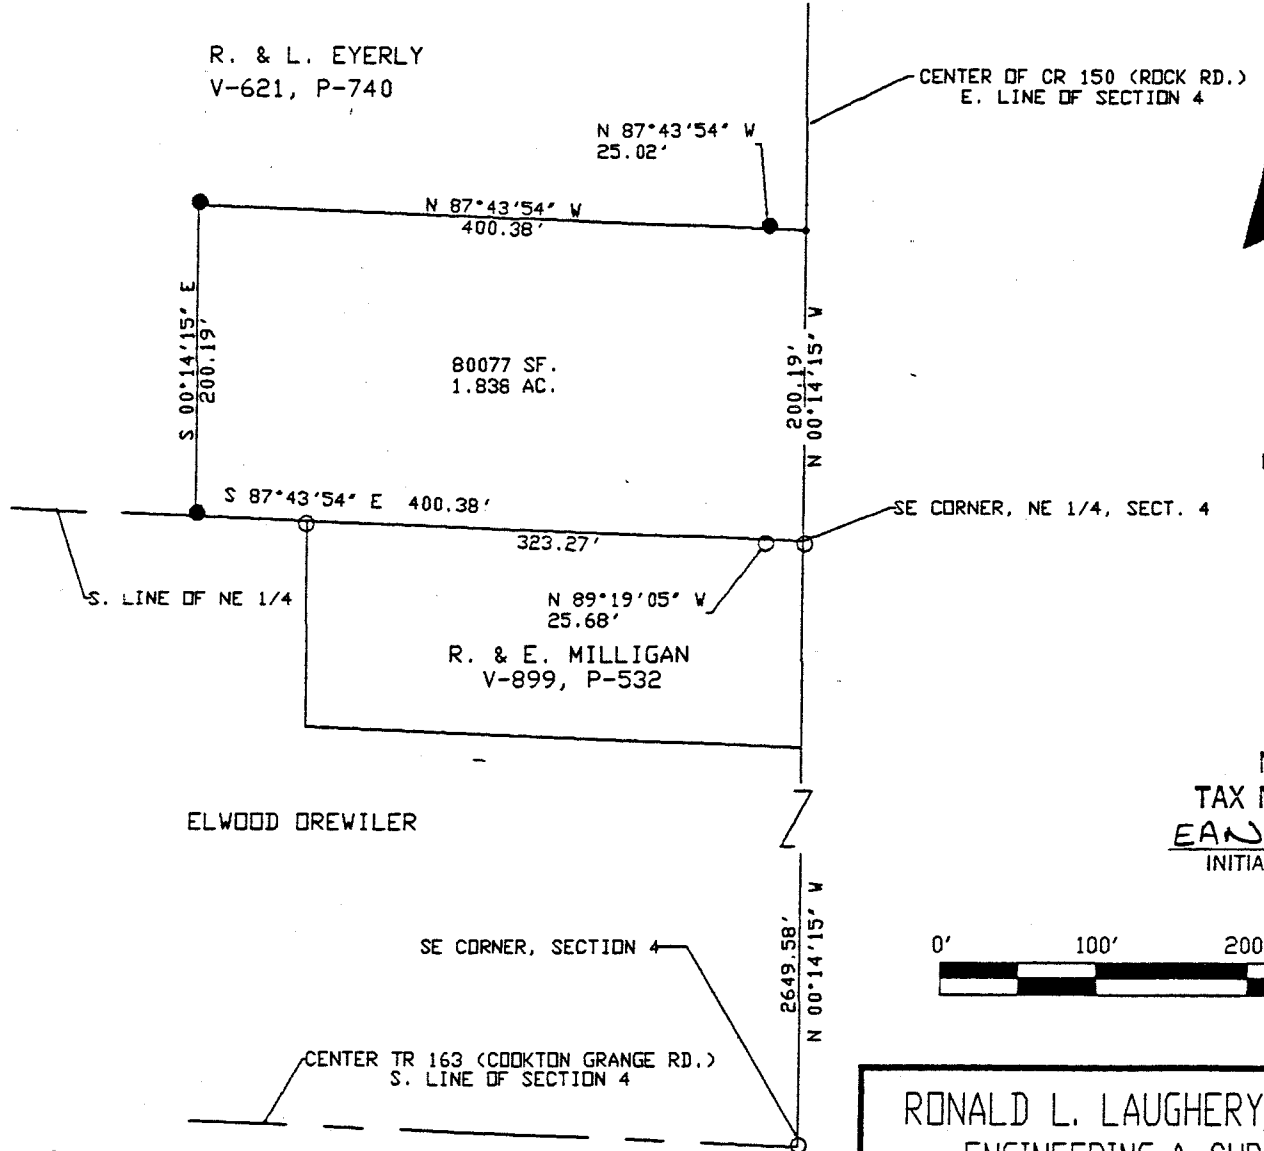 R. & L. EYERLY
V-621, P-740
CENTER OF CR 150 (ROCK RD.)
E. LINE OF SECTION 4
N 87°43'54" W
25.02'
N 87°43'54" W
400.38'
S 00°14'15" E
200.19'
80077 SF.
1.838 AC.
200.19'
N 00°14'15" W
S 87°43'54" E 400.38'
SE CORNER, NE 1/4, SECT. 4
323.27'
S. LINE OF NE 1/4
N 89°19'05" W
25.68'
R. & E. MILLIGAN
V-899, P-532
TAX
EAN
INITIA
ELWOOD OREWILER
2649.58'
N 00°14'15" W
SE CORNER, SECTION 4
0' 100' 200
CENTER TR 163 (COOKTON GRANGE RD.)
S. LINE OF SECTION 4
RONALD L. LAUGHERY,